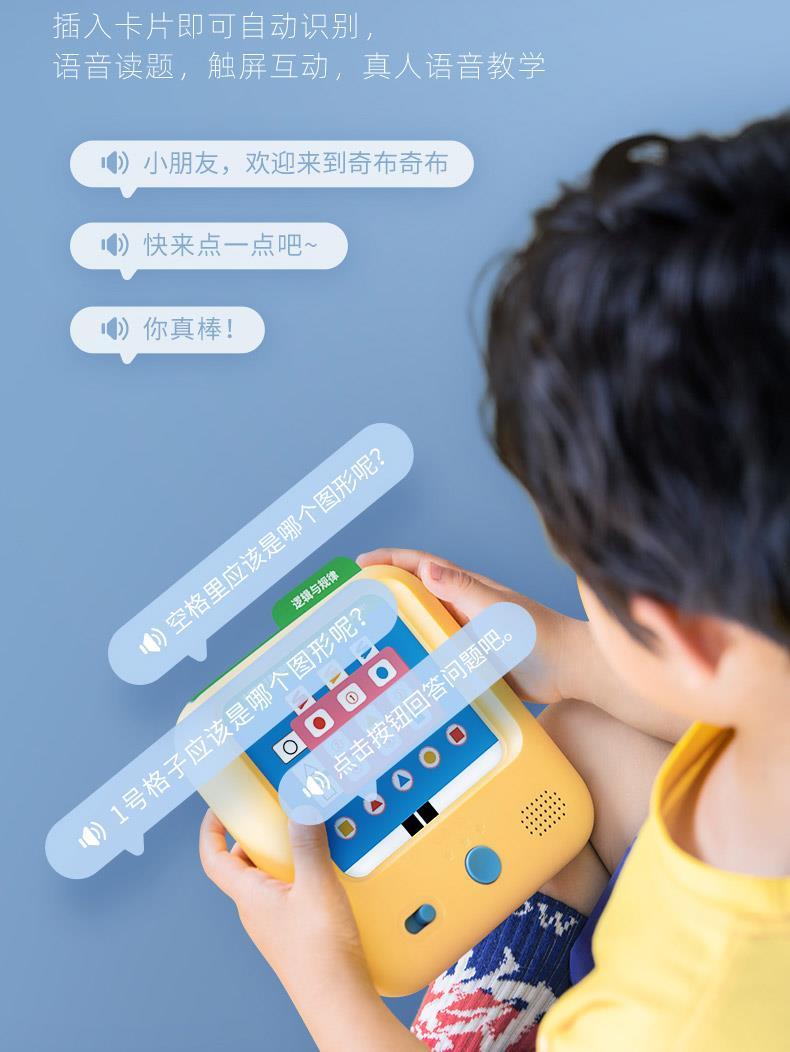 插入卡片即可自动识别，
语音读题，触屏互动，真人语音教学
小朋友，欢迎来到奇布奇布
快来点一点吧~
你真棒！
空格里应该是哪个图形呢？
逻辑与规律
1号格子应该是哪个图形呢？
①
点击按钮回答问题吧。